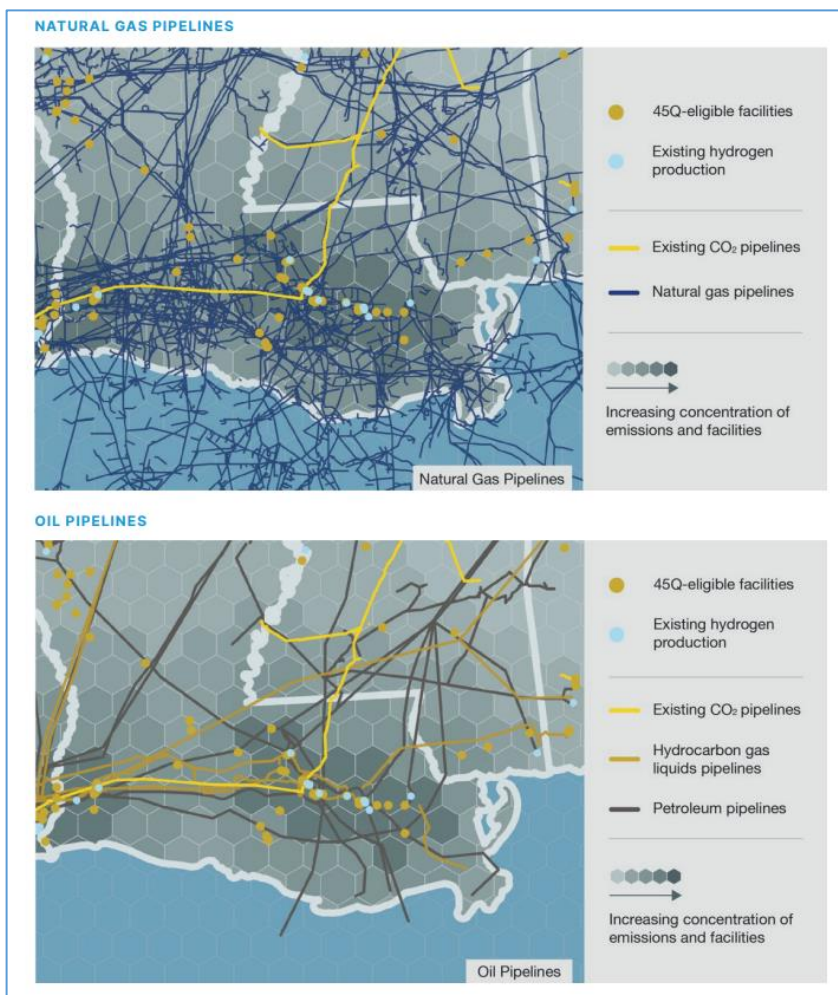 NATURAL GAS PIPELINES
45Q-eligible facilities
Existing hydrogen
production
Existing CO₂ pipelines
Natural gas pipelines
Increasing concentration of
emissions and facilities
Natural Gas Pipelines
OIL PIPELINES
45Q-eligible facilities
Existing hydrogen
production
Existing CO₂ pipelines
Hydrocarbon gas
liquids pipelines
Petroleum pipelines
Increasing concentration of
emissions and facilities
Oil Pipelines